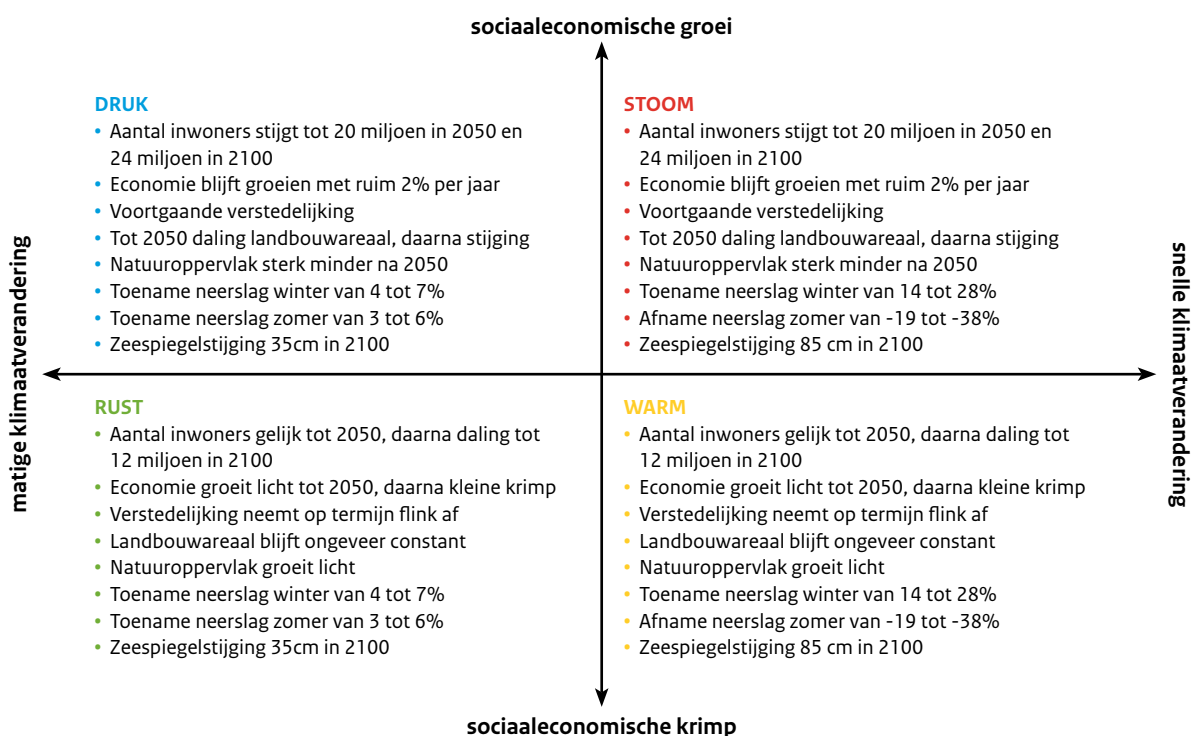 sociaaleconomische groei
DRUK
• Aantal inwoners stijgt tot 20 miljoen in 2050 en
24 miljoen in 2100
• Economie blijft groeien met ruim 2% per jaar
• Voortgaande verstedelijking
• Tot 2050 daling landbouwareaal, daarna stijging
• Natuuroppervlak sterk minder na 2050
• Toename neerslag winter van 4 tot 7%
• Toename neerslag zomer van 3 tot 6%
• Zeespiegelstijging 35cm in 2100
STOOM
• Aantal inwoners stijgt tot 20 miljoen in 2050 en
24 miljoen in 2100
• Economie blijft groeien met ruim 2% per jaar
• Voortgaande verstedelijking
• Tot 2050 daling landbouwareaal, daarna stijging
• Natuuroppervlak sterk minder na 2050
• Toename neerslag winter van 14 tot 28%
• Afname neerslag zomer van -19 tot -38%
• Zeespiegelstijging 85 cm in 2100
matige klimaatverandering
snelle klimaatverandering
RUST
• Aantal inwoners gelijk tot 2050, daarna daling tot
12 miljoen in 2100
• Economie groeit licht tot 2050, daarna kleine krimp
• Verstedelijking neemt op termijn flink af
• Landbouwareaal blijft ongeveer constant
• Natuuroppervlak groeit licht
• Toename neerslag winter van 4 tot 7%
• Toename neerslag zomer van 3 tot 6%
• Zeespiegelstijging 35cm in 2100
WARM
• Aantal inwoners gelijk tot 2050, daarna daling tot
12 miljoen in 2100
• Economie groeit licht tot 2050, daarna kleine krimp
• Verstedelijking neemt op termijn flink af
• Landbouwareaal blijft ongeveer constant
• Natuuroppervlak groeit licht
• Toename neerslag winter van 14 tot 28%
• Afname neerslag zomer van -19 tot -38%
• Zeespiegelstijging 85 cm in 2100
sociaaleconomische krimp